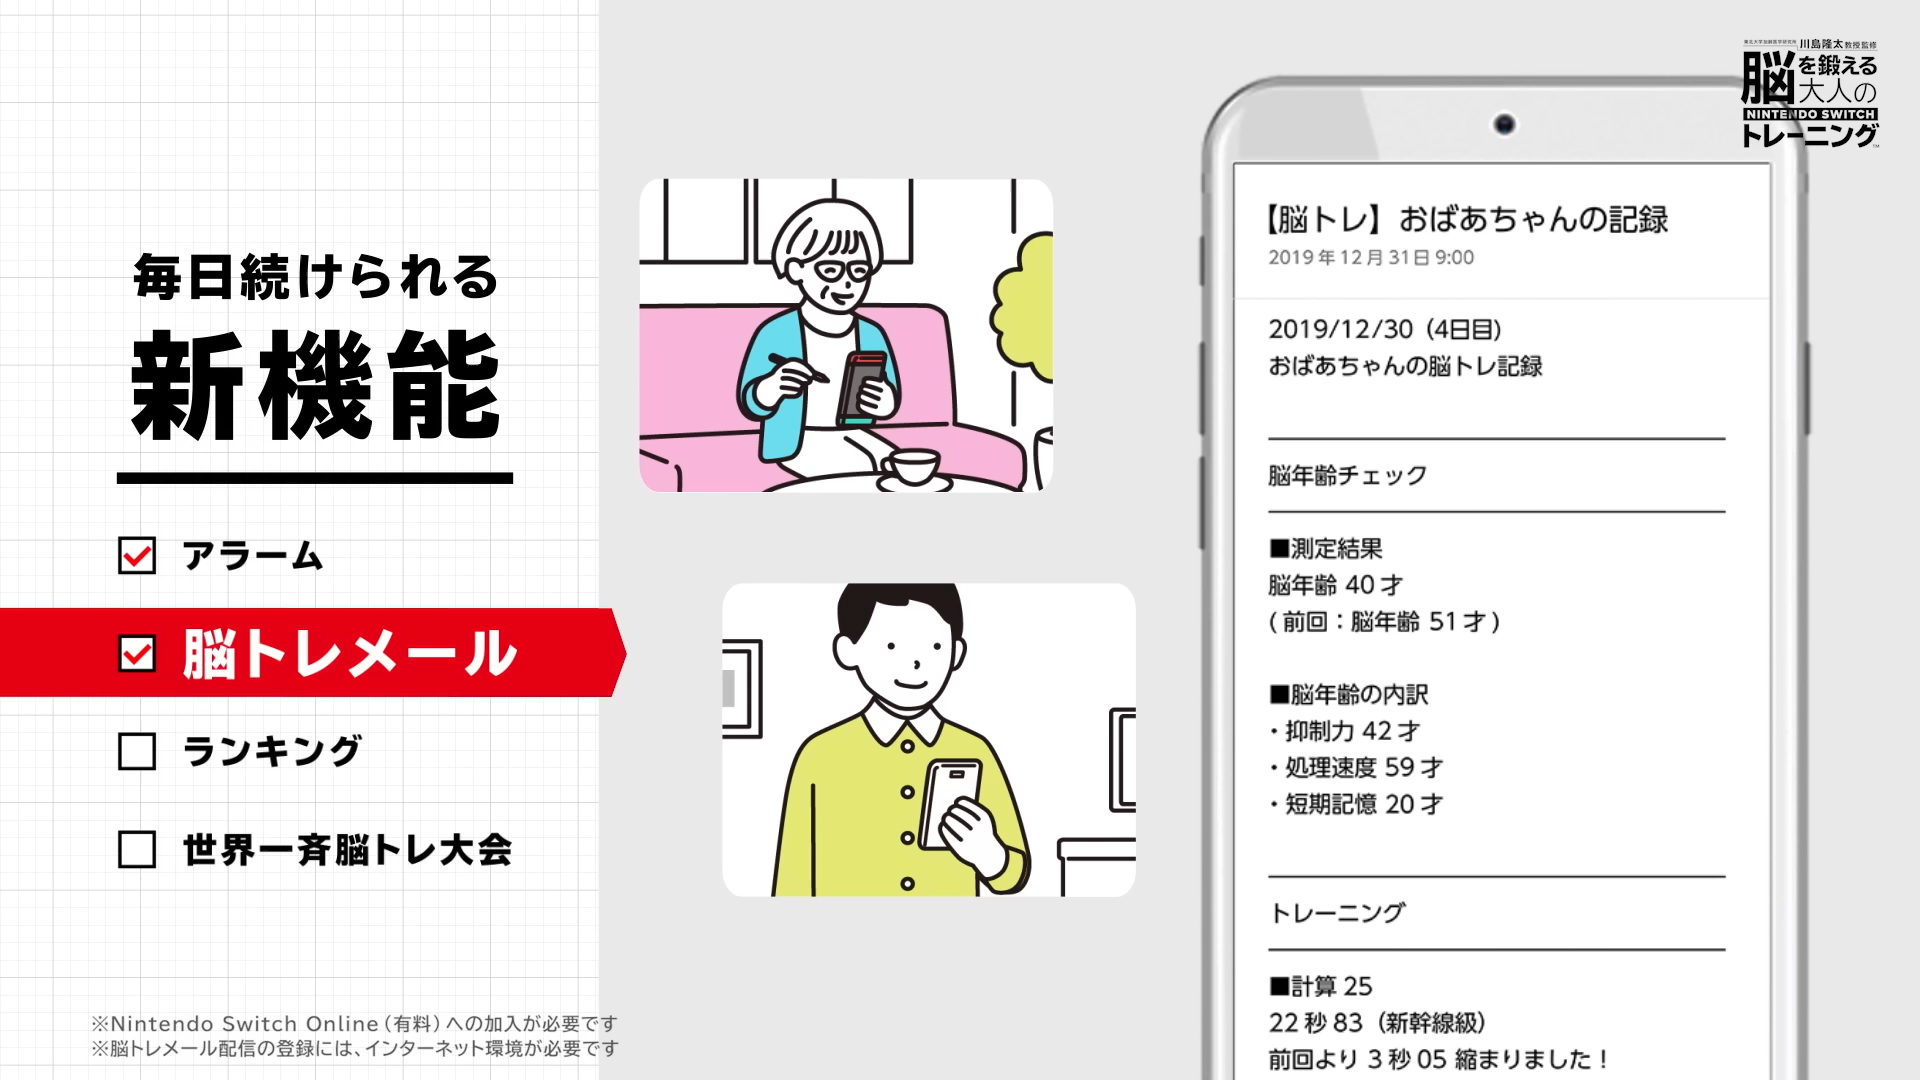 毎日続けられる
新機能
アラーム
脳トレメール
ランキング
世界一斉脳トレ大会
※Nintendo Switch Online（有料）への加入が必要です
※脳トレメール配信の登録には、インターネット環境が必要です
東北大学加齢医学研究所 川島隆太教授監修
脳を鍛える
大人の
NINTENDO SWITCH
トレーニング
【脳トレ】おばあちゃんの記録
2019年12月31日 9:00
2019/12/30（4日目）
おばあちゃんの脳トレ記録
脳年齢チェック
■測定結果
脳年齢 40才
(前回：脳年齢 51才)
■脳年齢の内訳
・抑制力 42才
・処理速度 59才
・短期記憶 20才
トレーニング
■計算 25
22秒83（新幹線級）
前回より 3秒05 縮まりました！